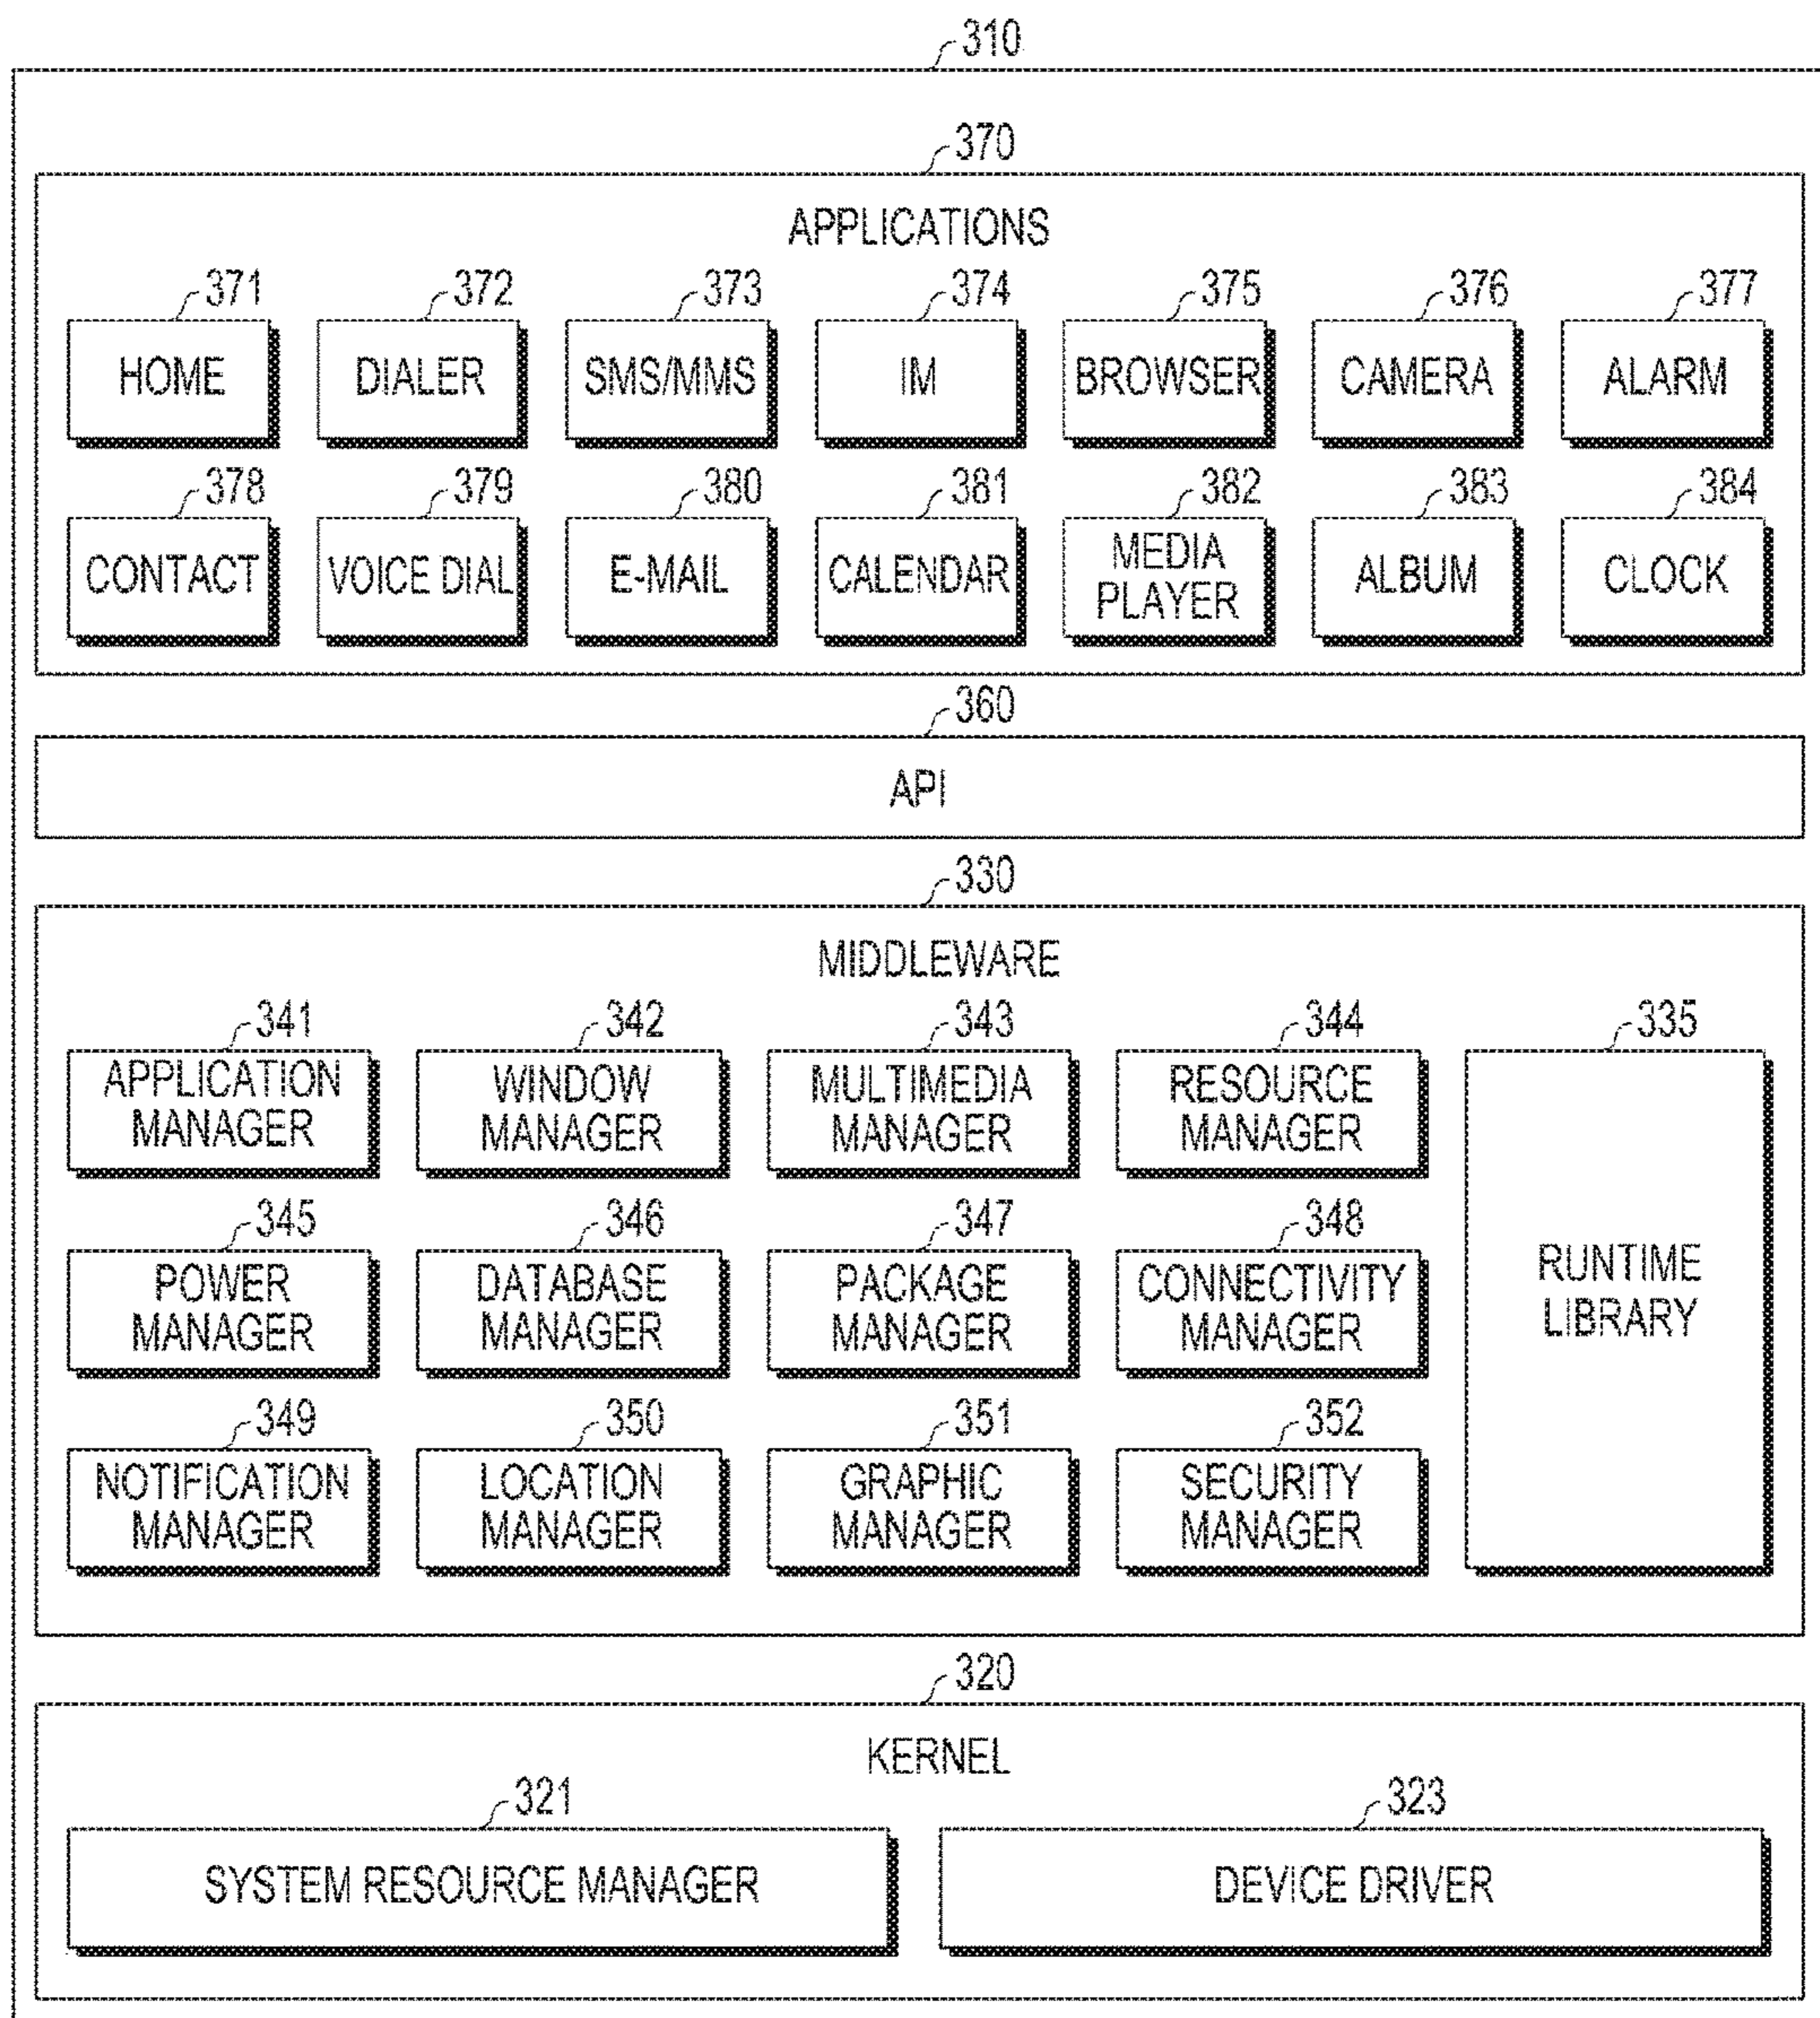 310
370
APPLICATIONS
371 372 373 374 375 376 377
HOME DIALER SMS/MMS IM BROWSER CAMERA ALARM
378 379 380 381 382 383 384
CONTACT VOICE DIAL E-MAIL CALENDAR MEDIA PLAYER ALBUM CLOCK
360
API
330
MIDDLEWARE
341 342 343 344 335
APPLICATION MANAGER WINDOW MANAGER MULTIMEDIA MANAGER RESOURCE MANAGER
345 346 347 348
POWER MANAGER DATABASE MANAGER PACKAGE MANAGER CONNECTIVITY MANAGER RUNTIME LIBRARY
349 350 351 352
NOTIFICATION MANAGER LOCATION MANAGER GRAPHIC MANAGER SECURITY MANAGER
320
KERNEL
321 323
SYSTEM RESOURCE MANAGER DEVICE DRIVER